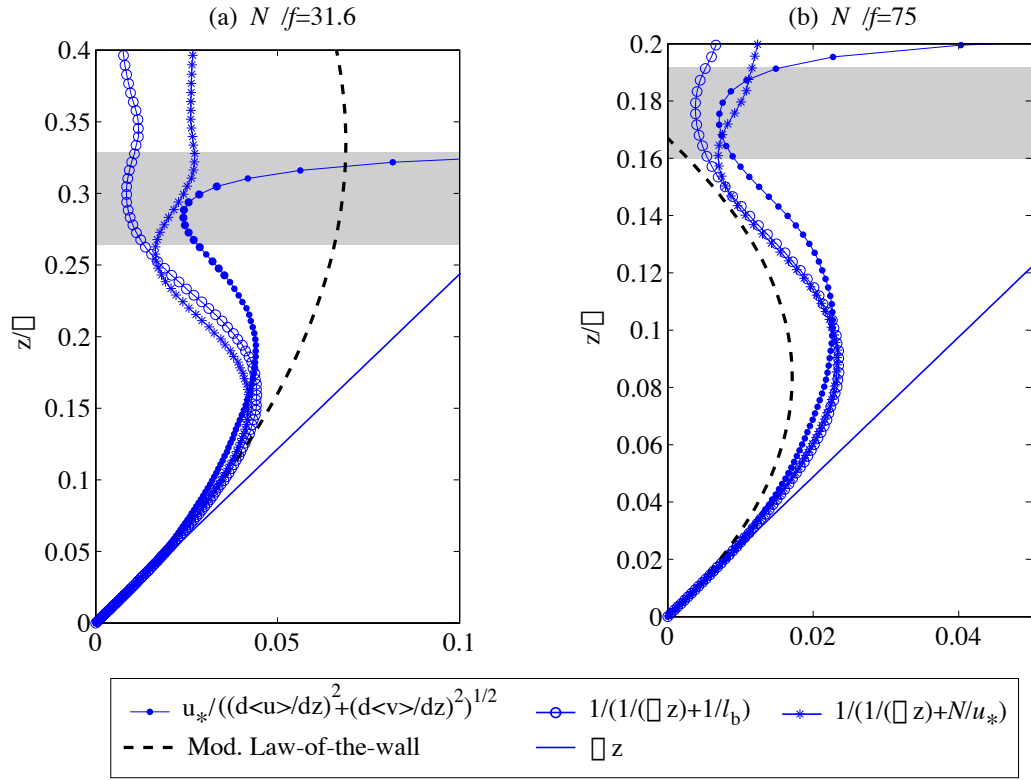 (a) N /f=31.6
(b) N /f=75
0.4
0.35
0.3
0.25
0.2
0.15
0.1
0.05
0
z/▯
0
0.05
0.1
0.2
0.18
0.16
0.14
0.12
0.1
0.08
0.06
0.04
0.02
0
z/▯
0
0.02
0.04
u_*/((d<u>/dz)^2+(d<v>/dz)^2)^1/2
1/(1/(▯ z)+1/l_b)
1/(1/(▯ z)+N/u_*)
Mod. Law-of-the-wall
▯ z